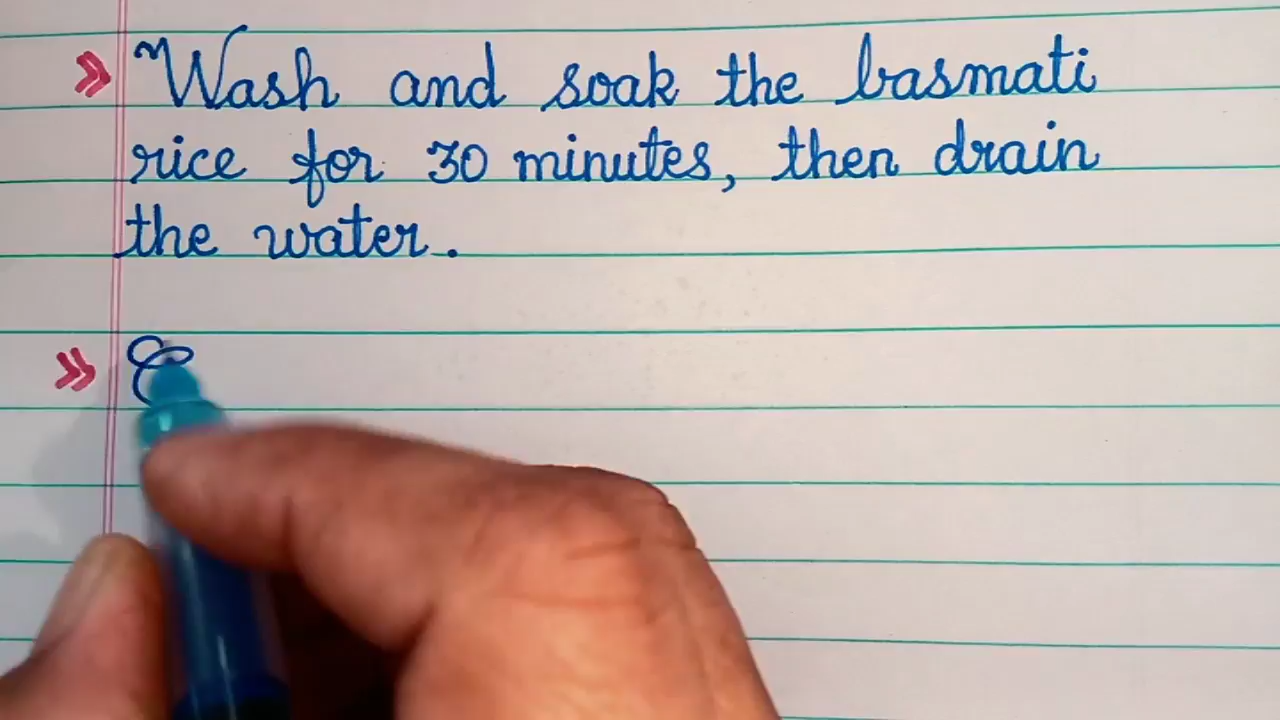 » Wash and soak the basmati
rice for 30 minutes, then drain
the water.
»